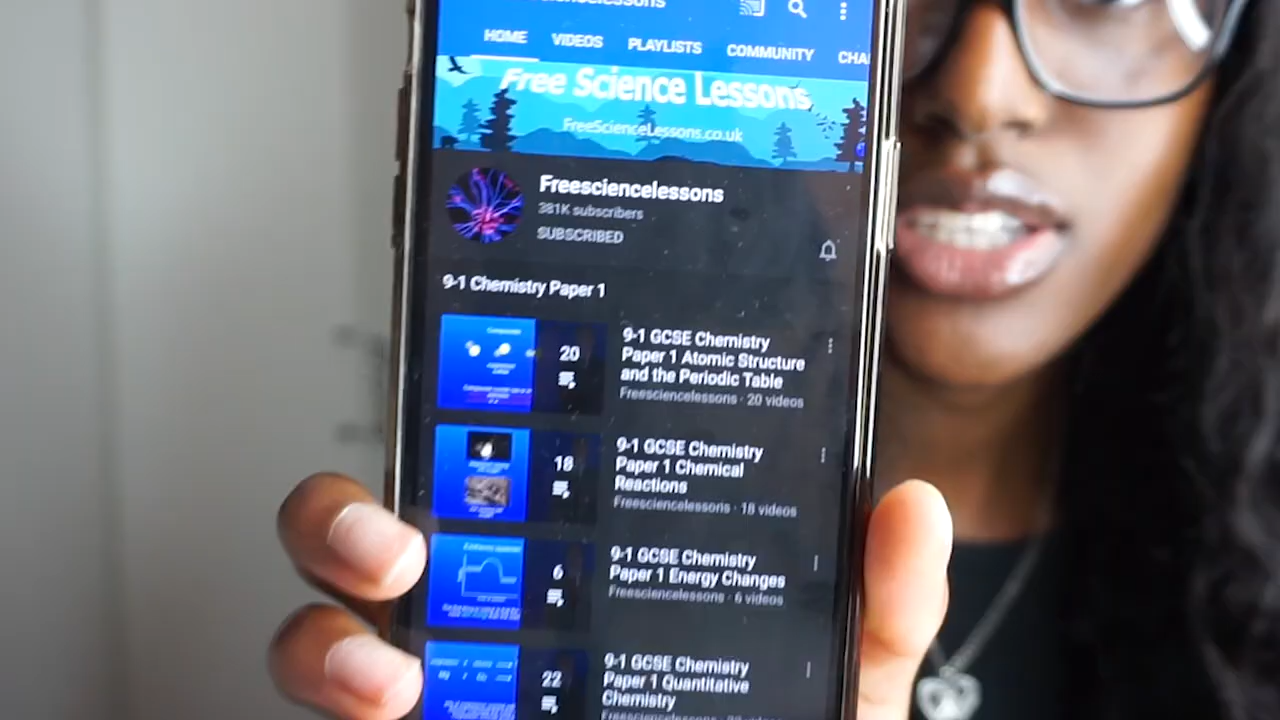 HOME VIDEOS PLAYLISTS COMMUNITY CHA
Free Science Lessons
FreeScienceLessons.co.uk
Freesciencelessons
381K subscribers
SUBSCRIBED
9-1 Chemistry Paper 1
20
9-1 GCSE Chemistry
Paper 1 Atomic Structure
and the Periodic Table
Freesciencelessons · 20 videos
18
9-1 GCSE Chemistry
Paper 1 Chemical
Reactions
Freesciencelessons · 18 videos
6
9-1 GCSE Chemistry
Paper 1 Energy Changes
Freesciencelessons · 6 videos
22
9-1 GCSE Chemistry
Paper 1 Quantitative
Chemistry